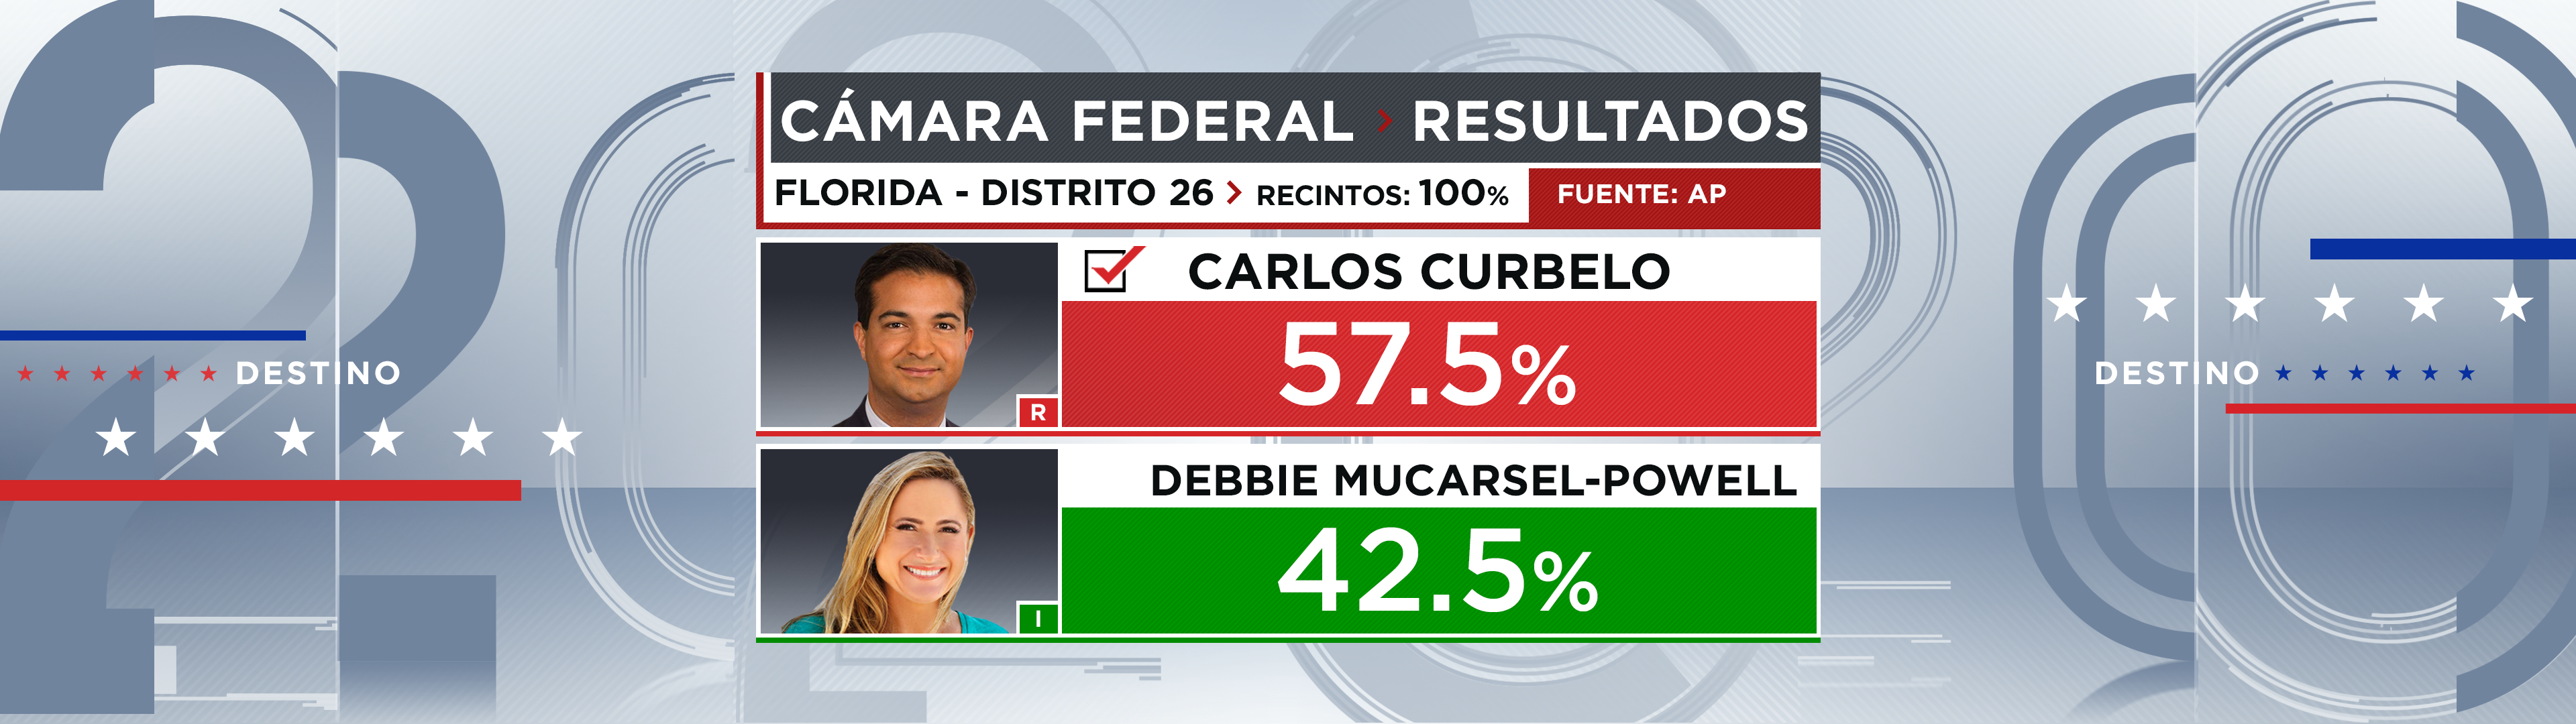 CÁMARA FEDERAL > RESULTADOS
FLORIDA - DISTRITO 26 > RECINTOS: 100%
FUENTE: AP
CARLOS CURBELO
57.5%
R
DEBBIE MUCARSEL-POWELL
42.5%
I
DESTINO
DESTINO